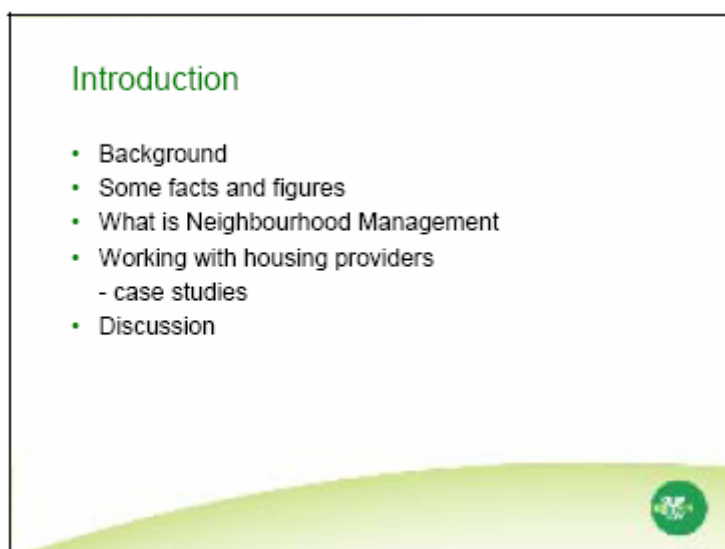 Introduction
• Background
• Some facts and figures
• What is Neighbourhood Management
• Working with housing providers
- case studies
• Discussion